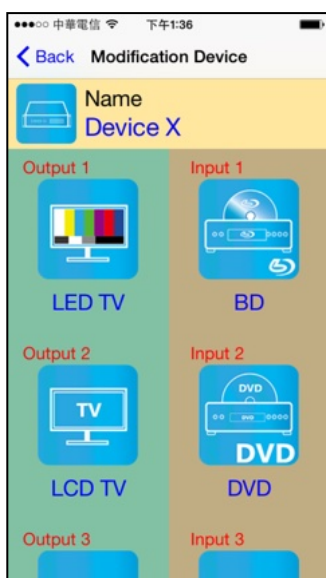 中華電信 下午1:36
Back Modification Device
Name
Device X
Output 1 Input 1
LED TV BD
Output 2 Input 2
TV DVD
DVD
LCD TV DVD
Output 3 Input 3